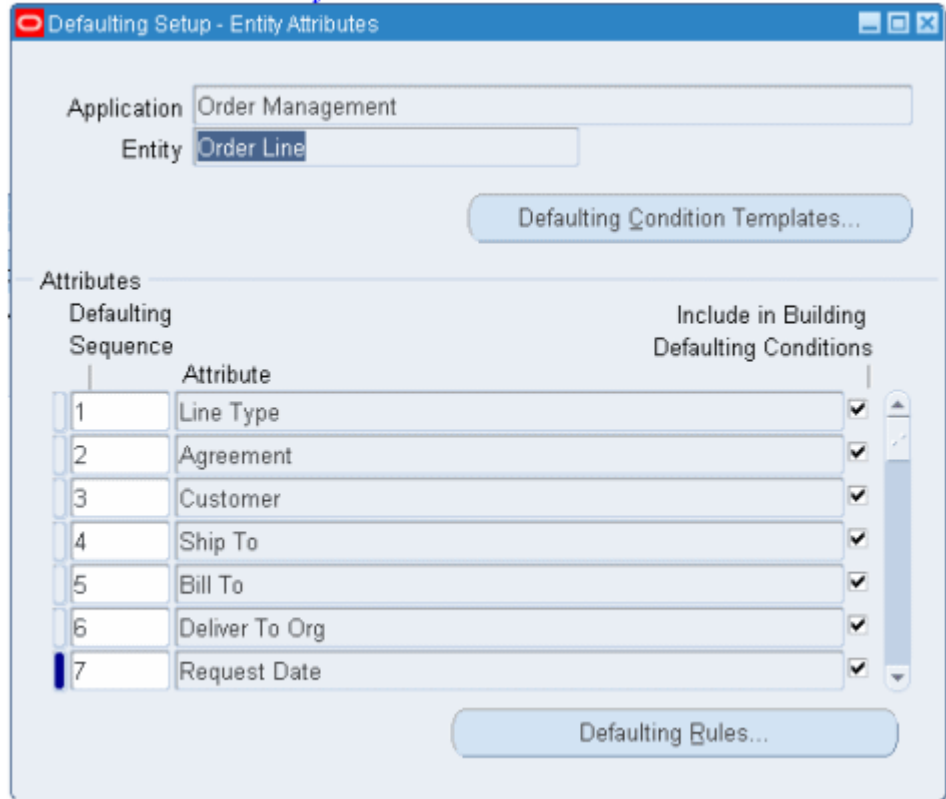 Defaulting Setup - Entity Attributes
Application Order Management
Entity Order Line
Defaulting Condition Templates...
Attributes
Defaulting Sequence
Attribute
Include in Building Defaulting Conditions
1 Line Type
2 Agreement
3 Customer
4 Ship To
5 Bill To
6 Deliver To Org
7 Request Date
Defaulting Rules...